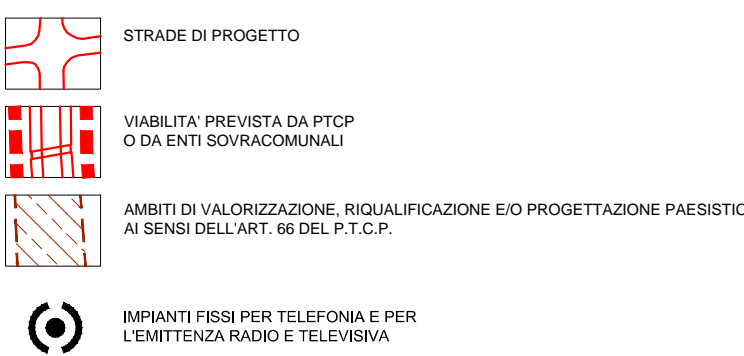 STRADE DI PROGETTO
VIABILITA' PREVISTA DA PTCP
O DA ENTI SOVRACOMUNALI
AMBITI DI VALORIZZAZIONE, RIQUALIFICAZIONE E/O PROGETTAZIONE PAESISTIC
AI SENSI DELL'ART. 66 DEL P.T.C.P.
IMPIANTI FISSI PER TELEFONIA E PER
L'EMITTENZA RADIO E TELEVISIVA